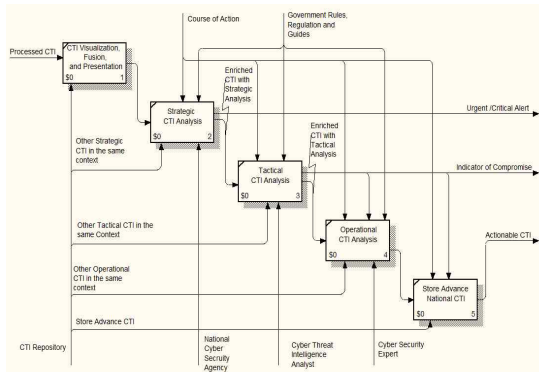 Course of Action
Government Rules,
Regulation and
Guides
Processed CTI
CTI Visualization,
Fusion,
and Presentation
$0 1
Enriched
CTI with
Strategic
Analysis
Strategic
CTI Analysis
$0 2
Urgent /Critical Alert
Other Strategic
CTI in the same
context
Enriched
CTI with
Tactical
Analysis
Tactical
CTI Analysis
$0 3
Indicator of Compromise
Other Tactical CTI in the
same Context
Operational
CTI Analysis
$0 4
Actionable CTI
Other Operational
CTI in the same
context
Store Advance
National CTI
$0 5
Store Advance CTI
CTI Repository
National
Cyber
Secruity
Agency
Cyber Threat
Intelligence
Analyst
Cyber Security
Expert